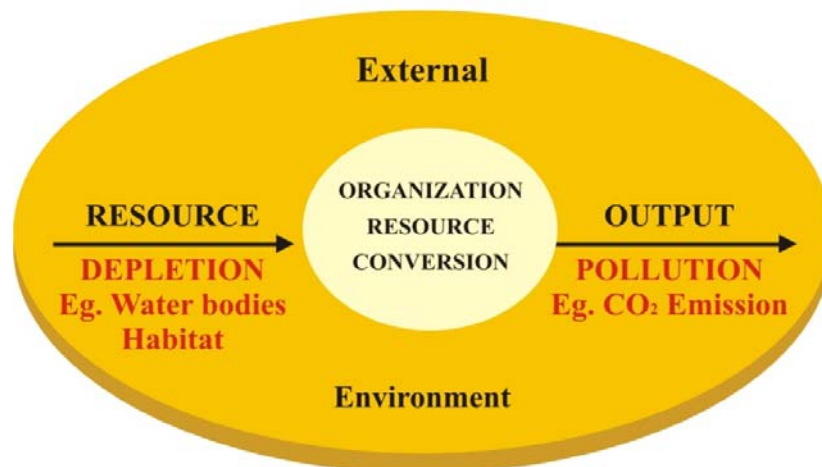 External
RESOURCE
DEPLETION
Eg. Water bodies
Habitat
ORGANIZATION
RESOURCE
CONVERSION
OUTPUT
POLLUTION
Eg. CO₂ Emission
Environment